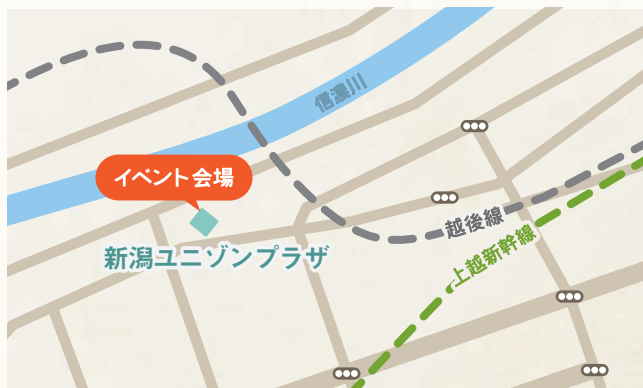 信濃川
イベント会場
越後線
新潟ユニゾンプラザ
上越新幹線